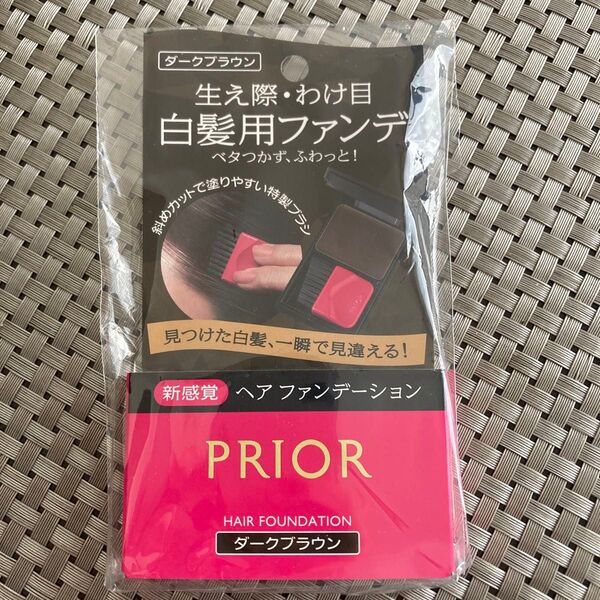 ダークブラウン
生え際・わけ目
白髪用ファンデ
ベタつかず、ふわっと!
斜めカットで塗りやすい特製ブラシ
見つけた白髪、一瞬で見違える!
新感覚 ヘア ファンデーション
PRIOR
HAIR FOUNDATION
ダークブラウン